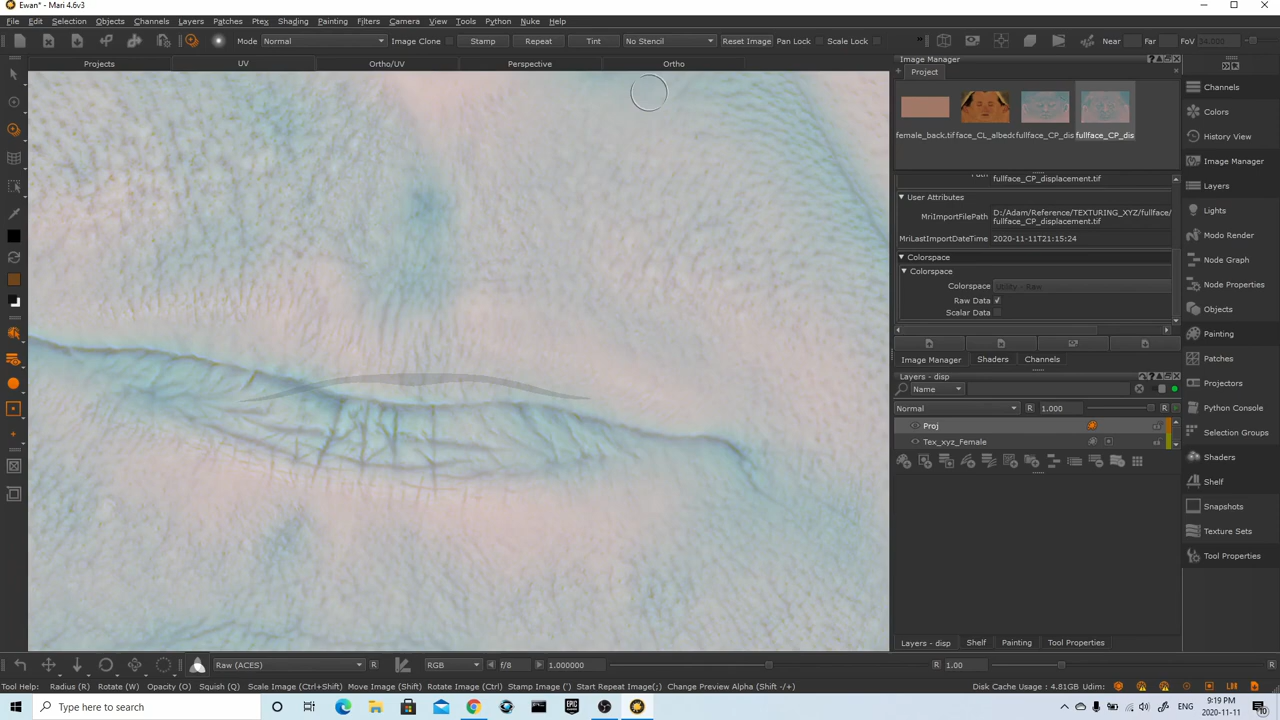 Ewan* - Mari 4.6v3
File Edit Selection Objects Channels Layers Patches Ptex Shading Painting Filters Camera View Tools Python Nuke Help
Mode Normal Image Clone Stamp Repeat Tint No Stencil Reset Image Pan Lock Scale Lock » Near Far FoV 24.000
Projects UV Ortho/UV Perspective Ortho
Image Manager
Project
female_back.tif face_CL_albedo fullface_CP_dis fullface_CP_dis
Path fullface_CP_displacement.tif
User Attributes
MriImportFilePath D:/Adam/Reference/TEXTURING_XYZ/fullface/
fullface_CP_displacement.tif
MriLastImportDateTime 2020-11-11T21:15:24
Colorspace
Colorspace
Colorspace Utility - Raw
Raw Data
Scalar Data
Image Manager Shaders Channels
Layers - disp
Name
Normal R 1.000 R
Proj
Tex_xyz_Female
Layers - disp Shelf Painting Tool Properties
Channels
Colors
History View
Image Manager
Layers
Lights
Modo Render
Node Graph
Node Properties
Objects
Painting
Patches
Projectors
Python Console
Selection Groups
Shaders
Shelf
Snapshots
Texture Sets
Tool Properties
Raw (ACES) R RGB f/8 1.000000 R 1.00 R
Tool Help: Radius (R) Rotate (W) Opacity (O) Squish (Q) Scale Image (Ctrl+Shift) Move Image (Shift) Rotate Image (Ctrl) Stamp Image (') Start Repeat Image(;) Change Preview Alpha (Shift -/+) Disk Cache Usage : 4.81GB Udim:
Type here to search
9:19 PM
2020-11-11
10